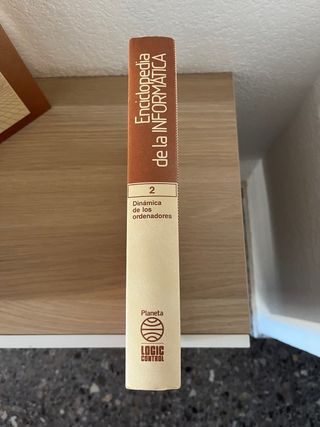 Enciclopedia
de la INFORMÁTICA
2
Dinámica
de los
ordenadores
Planeta
LOGIC
CONTROL